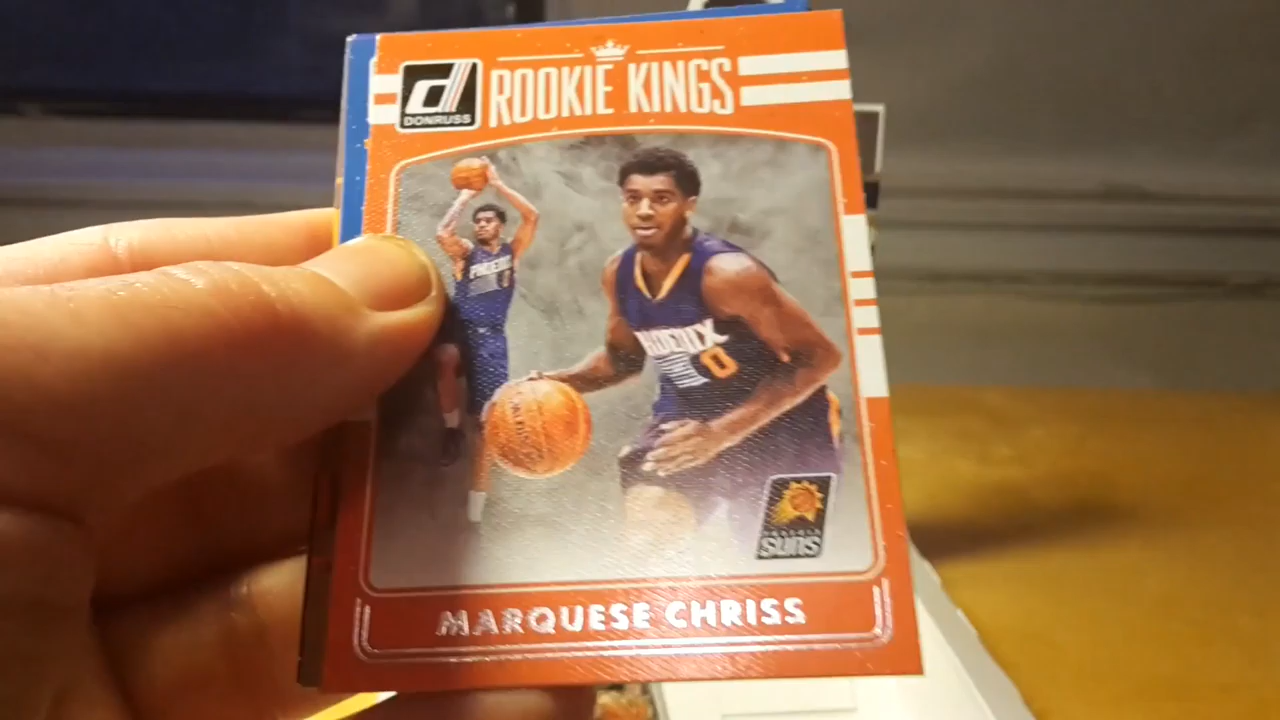 d
DONRUSS
ROOKIE KINGS
PHOENIX
PHOENIX
0
SUNS
MARQUESE CHRISS